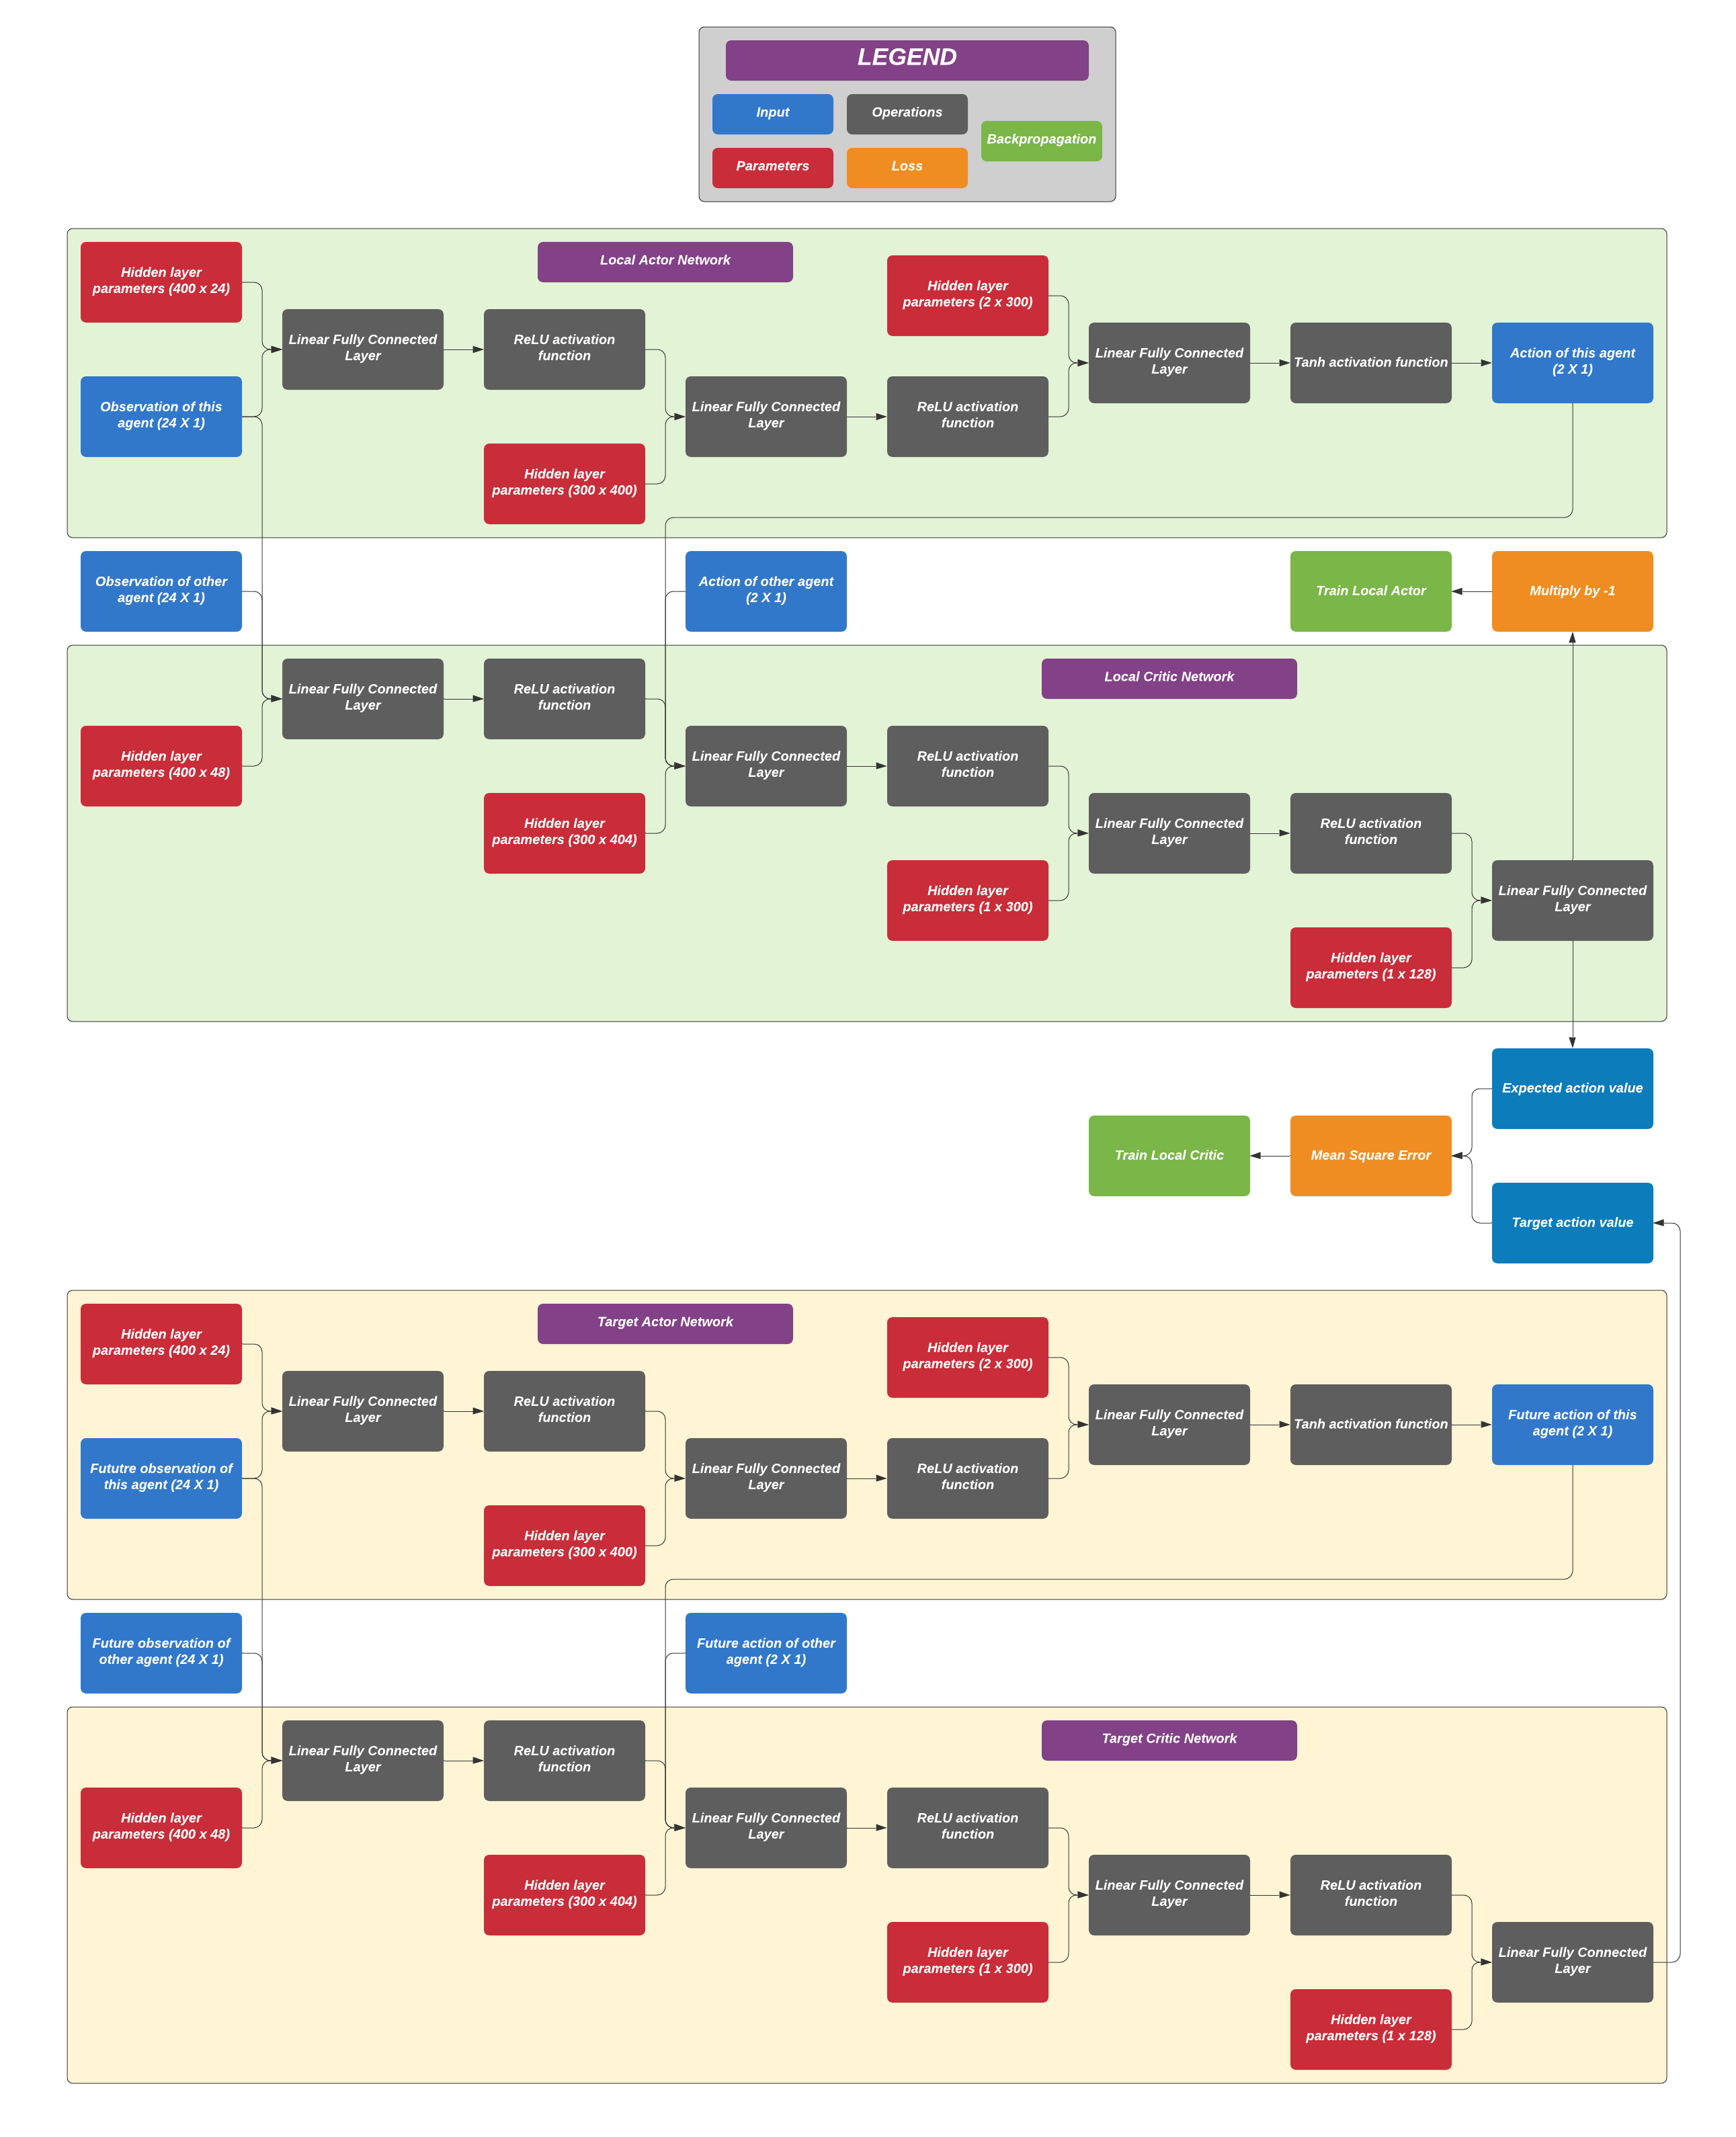 LEGEND
Input
Operations
Backpropagation
Parameters
Loss
Hidden layer
parameters (400 x 24)
Local Actor Network
Hidden layer
parameters (2 x 300)
Linear Fully Connected
Layer
ReLU activation
function
Linear Fully Connected
Layer
Tanh activation function
Action of this agent
(2 X 1)
Observation of this
agent (24 X 1)
Linear Fully Connected
Layer
ReLU activation
function
Hidden layer
parameters (300 x 400)
Observation of other
agent (24 X 1)
Action of other agent
(2 X 1)
Train Local Actor
Multiply by -1
Linear Fully Connected
Layer
ReLU activation
function
Local Critic Network
Hidden layer
parameters (400 x 48)
Linear Fully Connected
Layer
ReLU activation
function
Hidden layer
parameters (300 x 404)
Linear Fully Connected
Layer
ReLU activation
function
Hidden layer
parameters (1 x 300)
Linear Fully Connected
Layer
Hidden layer
parameters (1 x 128)
Expected action value
Train Local Critic
Mean Square Error
Target action value
Hidden layer
parameters (400 x 24)
Target Actor Network
Hidden layer
parameters (2 x 300)
Linear Fully Connected
Layer
ReLU activation
function
Linear Fully Connected
Layer
Tanh activation function
Future action of this
agent (2 X 1)
Fututre observation of
this agent (24 X 1)
Linear Fully Connected
Layer
ReLU activation
function
Hidden layer
parameters (300 x 400)
Future observation of
other agent (24 X 1)
Future action of other
agent (2 X 1)
Linear Fully Connected
Layer
ReLU activation
function
Target Critic Network
Hidden layer
parameters (400 x 48)
Linear Fully Connected
Layer
ReLU activation
function
Hidden layer
parameters (300 x 404)
Linear Fully Connected
Layer
ReLU activation
function
Hidden layer
parameters (1 x 300)
Linear Fully Connected
Layer
Hidden layer
parameters (1 x 128)